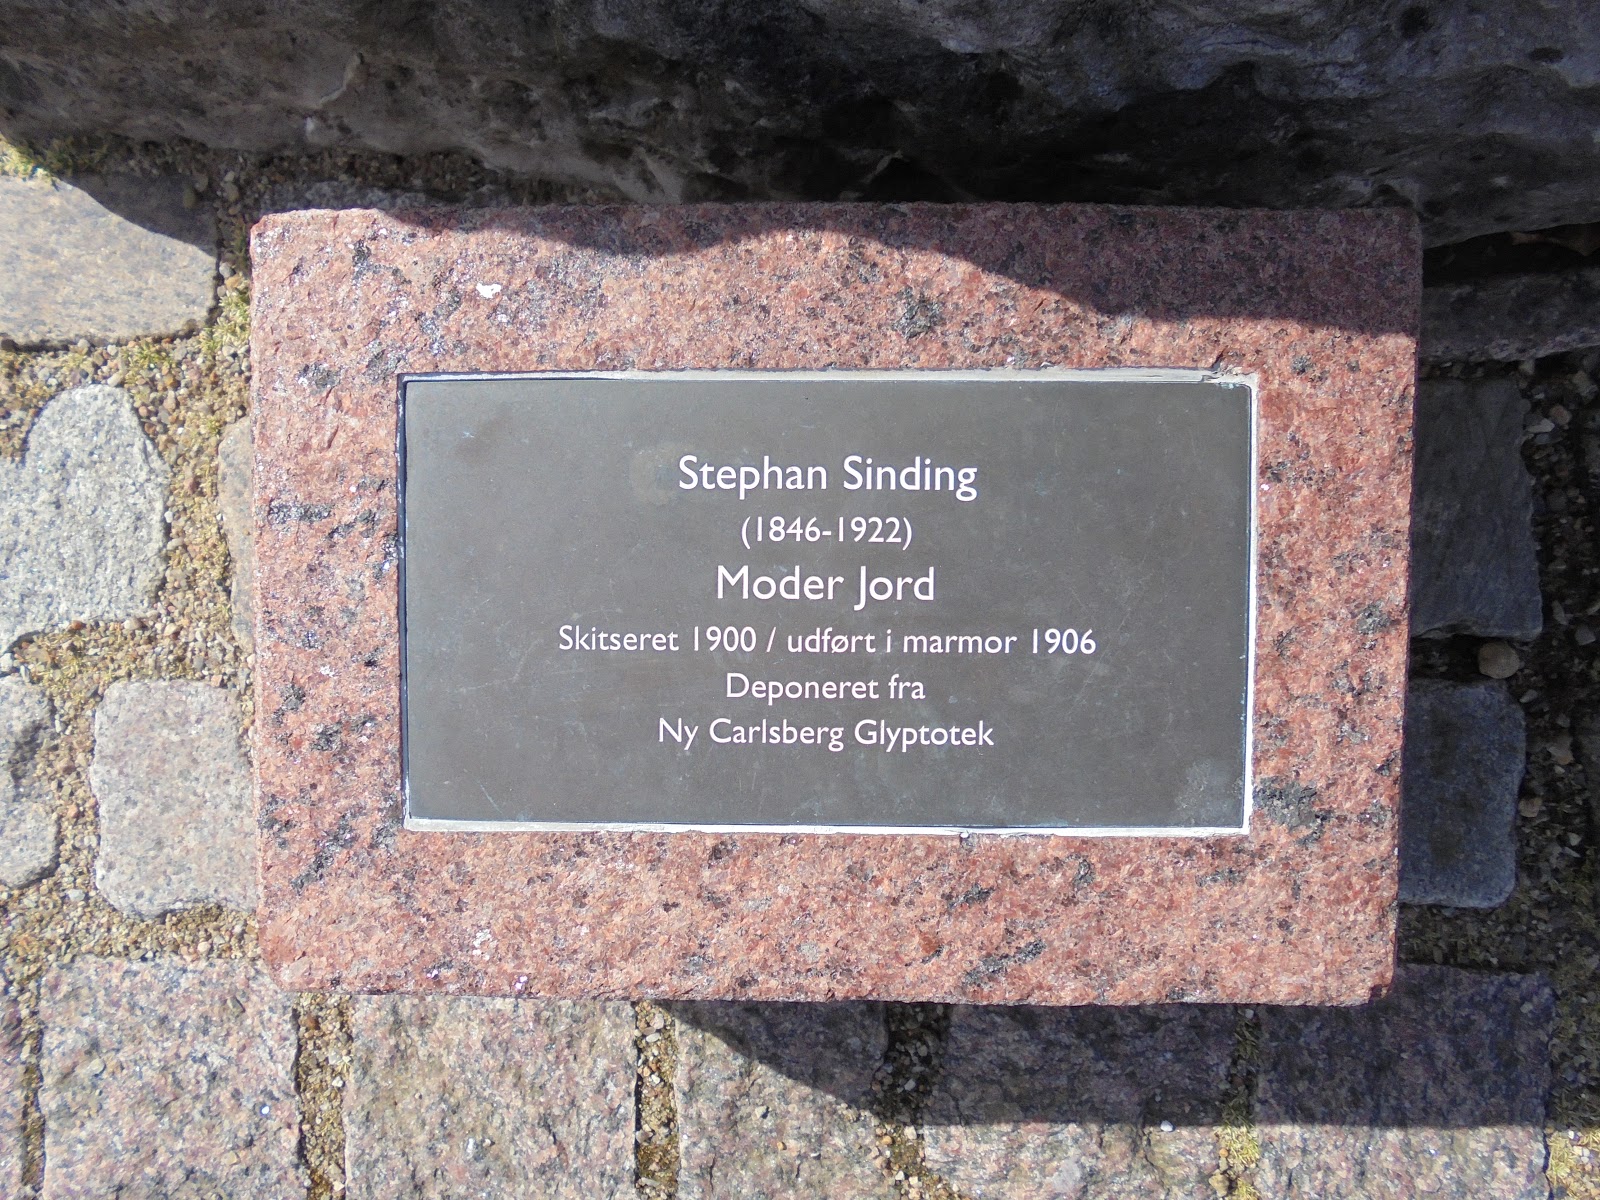 Stephan Sinding
(1846-1922)
Moder Jord
Skitseret 1900 / udført i marmor 1906
Deponeret fra
Ny Carlsberg Glyptotek